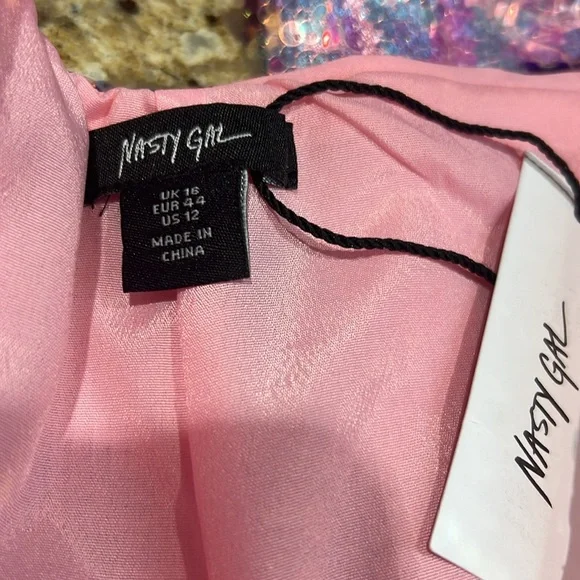 NASTY GAL
UK 16
EUR 44
US 12
MADE IN
CHINA
NASTY GAL